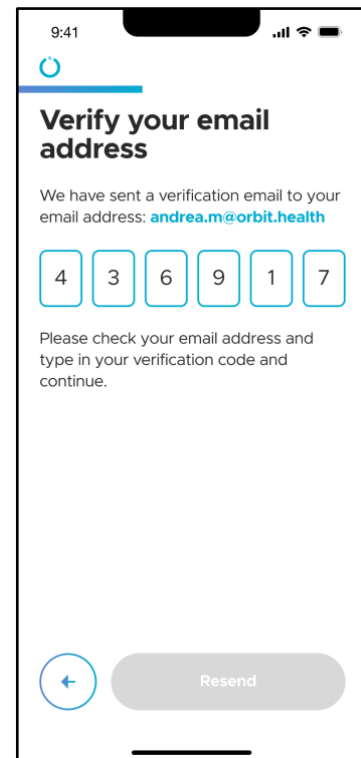 9:41
Verify your email
address
We have sent a verification email to your
email address: andrea.m@orbit.health
4 3 6 9 1 7
Please check your email address and
type in your verification code and
continue.
Resend